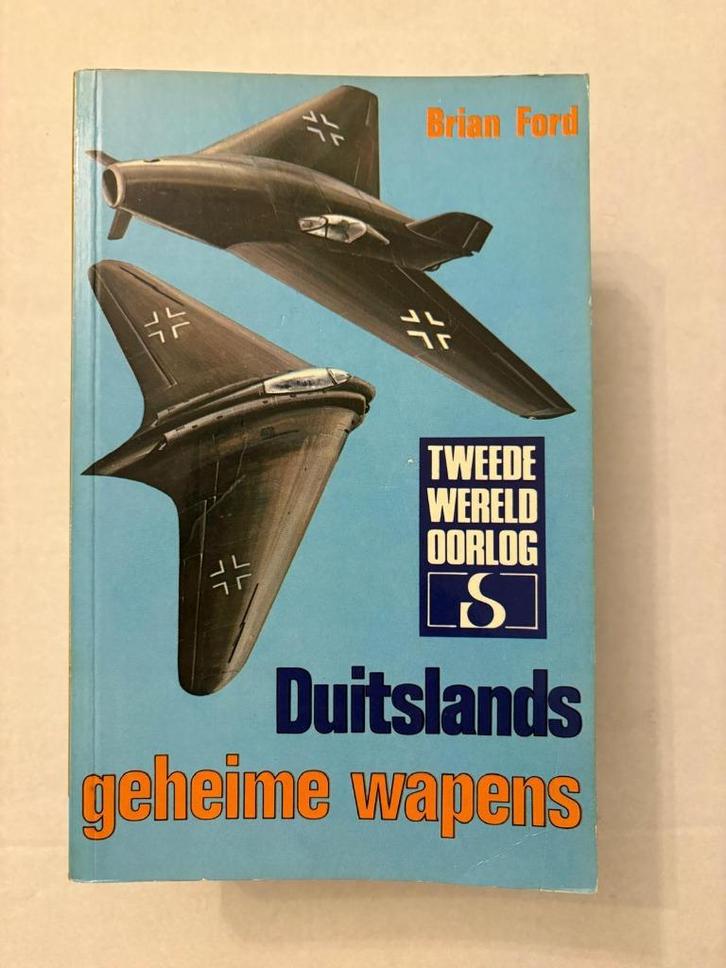 Brian Ford
TWEEDE
WERELD
OORLOG
S
Duitslands
geheime wapens